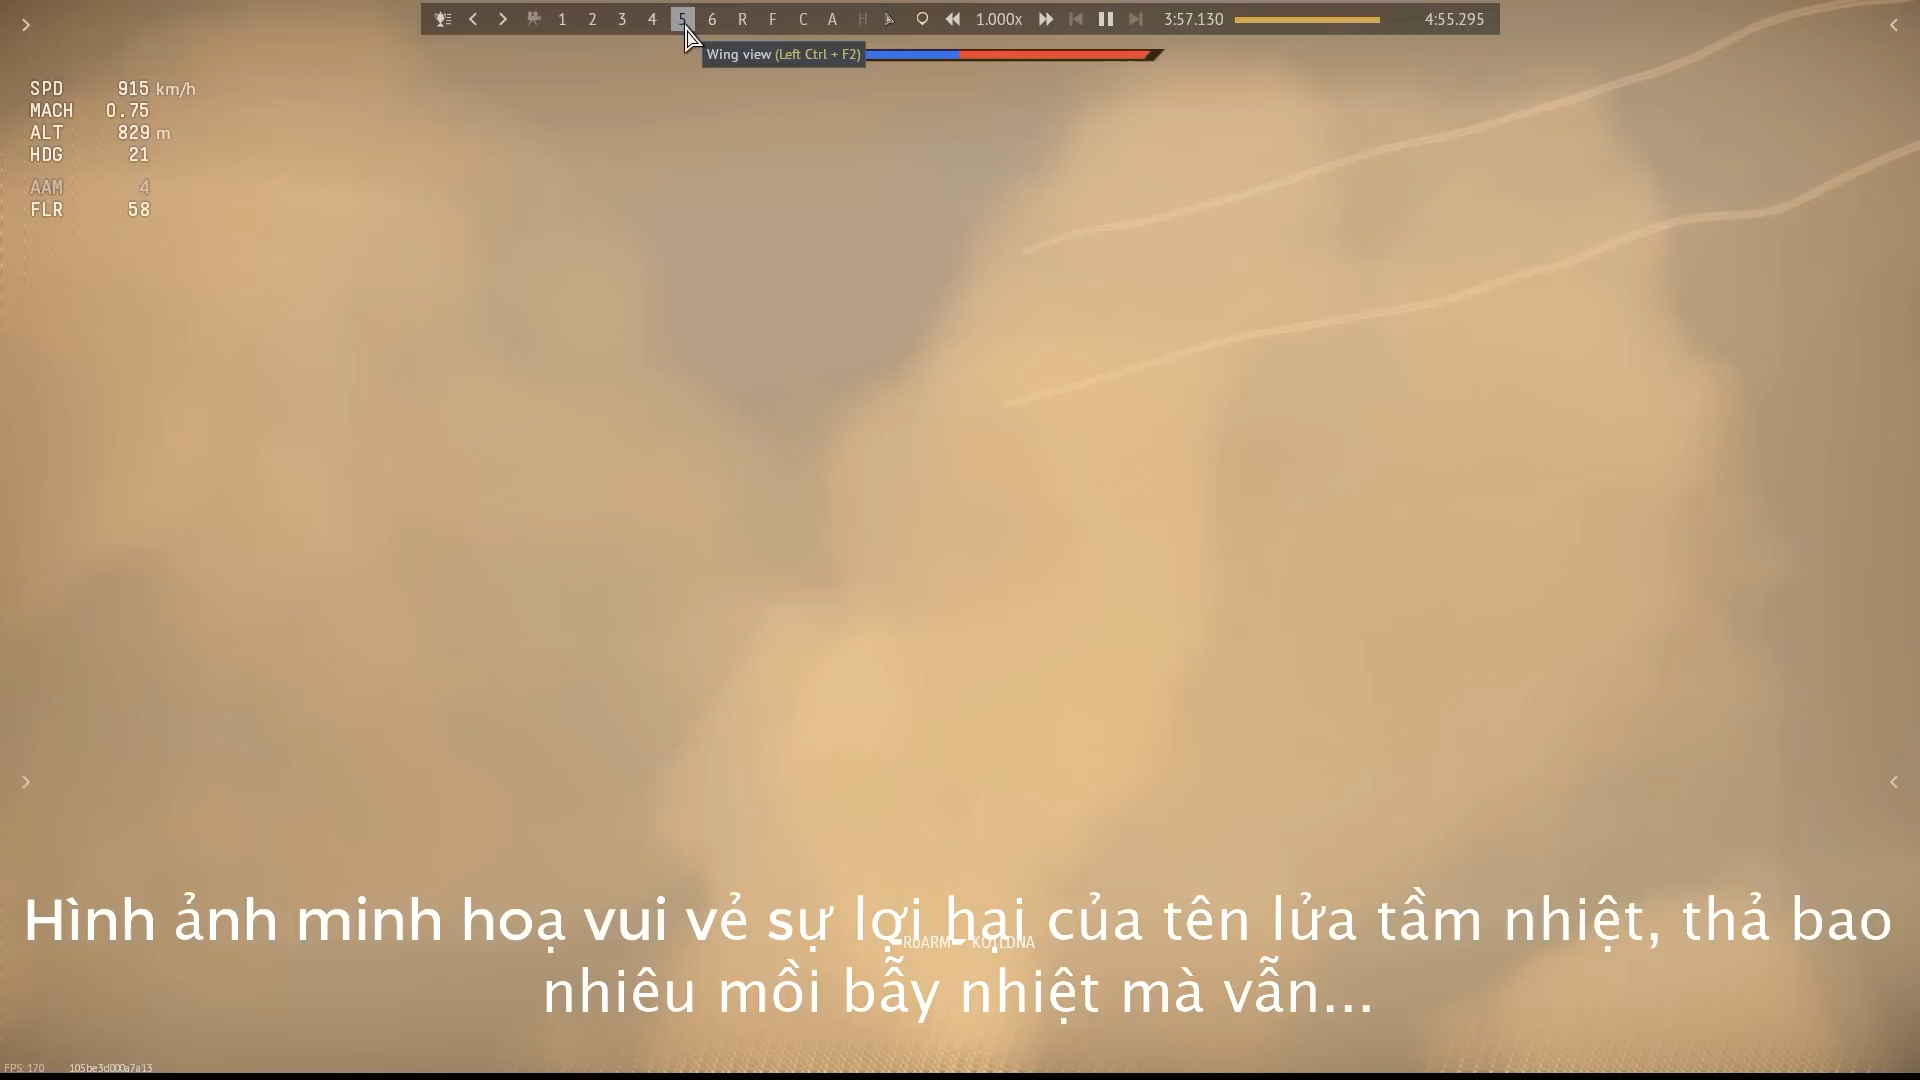 1 2 3 4 5 6 R F C A H 1.000x 3:57.130 4:55.295
Wing view (Left Ctrl + F2)
SPD 915 km/h
MACH 0.75
ALT 829 m
HDG 21
AAM 4
FLR 58
Hình ảnh minh hoạ vui vẻ sự lợi hại của tên lửa tầm nhiệt, thả bao
nhiêu mồi bẫy nhiệt mà vẫn...
FPS: 170 105be3d000a7a13